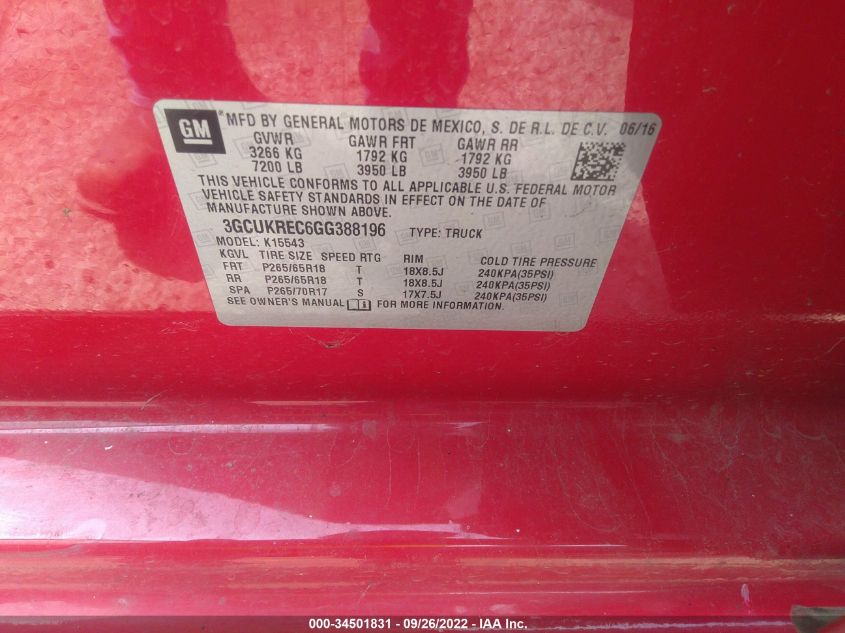 GM ® MFD BY GENERAL MOTORS DE MEXICO, S. DE R.L. DE C.V. 06/16
GVWR GAWR FRT GAWR RR
3266 KG 1792 KG 1792 KG
7200 LB 3950 LB 3950 LB
THIS VEHICLE CONFORMS TO ALL APPLICABLE U.S. FEDERAL MOTOR
VEHICLE SAFETY STANDARDS IN EFFECT ON THE DATE OF
MANUFACTURE SHOWN ABOVE.
3GCUKREC6GG388196 TYPE: TRUCK
MODEL: K15543
KGVL TIRE SIZE SPEED RTG RIM COLD TIRE PRESSURE
FRT P265/65R18 T 18X8.5J 240KPA(35PSI)
RR P265/65R18 T 18X8.5J 240KPA(35PSI)
SPA P265/70R17 S 17X7.5J 240KPA(35PSI)
SEE OWNER'S MANUAL FOR MORE INFORMATION.
000-34501831 - 09/26/2022 - IAA Inc.